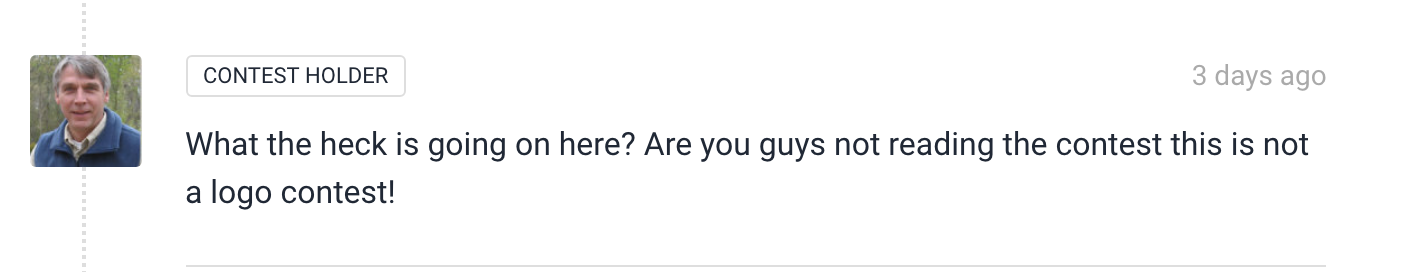 CONTEST HOLDER
3 days ago
What the heck is going on here? Are you guys not reading the contest this is not
a logo contest!